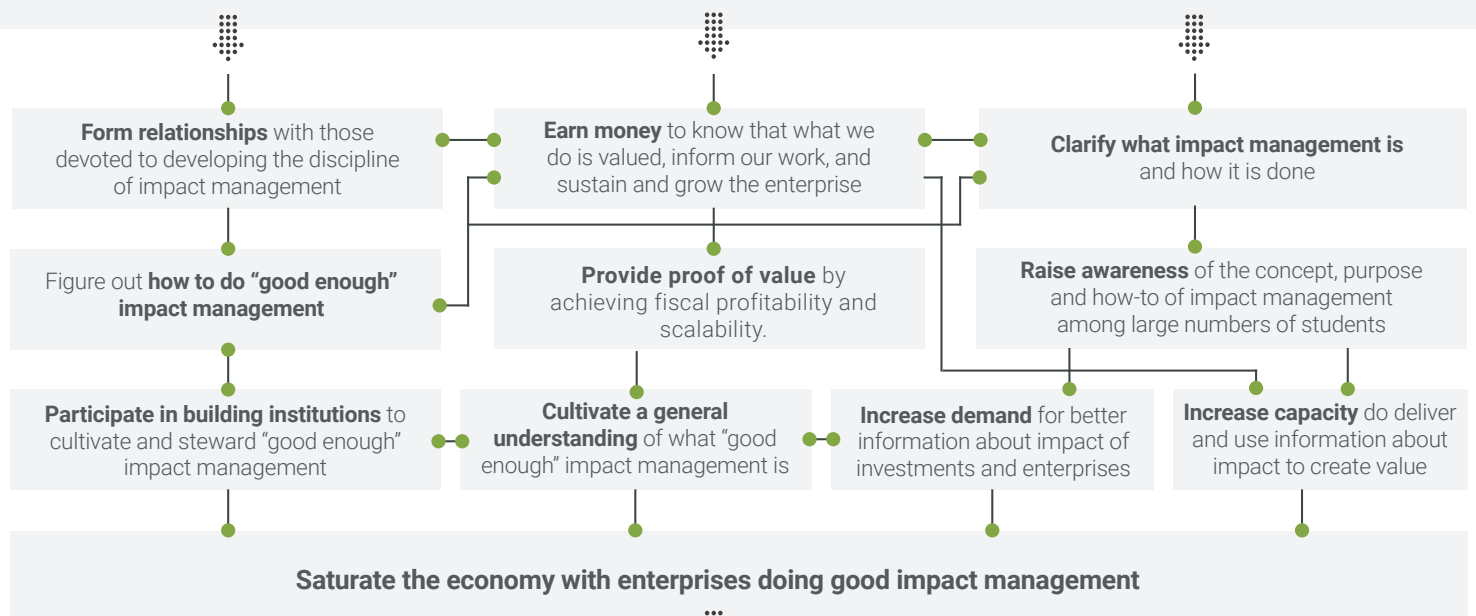 Form relationships with those
devoted to developing the discipline
of impact management
Earn money to know that what we
do is valued, inform our work, and
sustain and grow the enterprise
Clarify what impact management is
and how it is done
Figure out how to do “good enough”
impact management
Provide proof of value by
achieving fiscal profitability and
scalability.
Raise awareness of the concept, purpose
and how-to of impact management
among large numbers of students
Participate in building institutions to
cultivate and steward “good enough”
impact management
Cultivate a general
understanding of what “good
enough” impact management is
Increase demand for better
information about impact of
investments and enterprises
Increase capacity do deliver
and use information about
impact to create value
Saturate the economy with enterprises doing good impact management